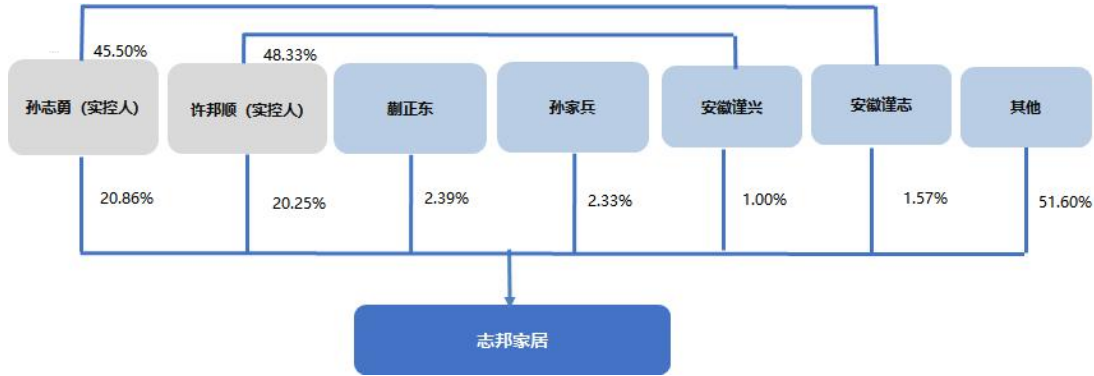 45.50%
48.33%
孙志勇（实控人）
许邦顺（实控人）
蒯正东
孙家兵
安徽谨兴
安徽谨志
其他
20.86%
20.25%
2.39%
2.33%
1.00%
1.57%
51.60%
志邦家居